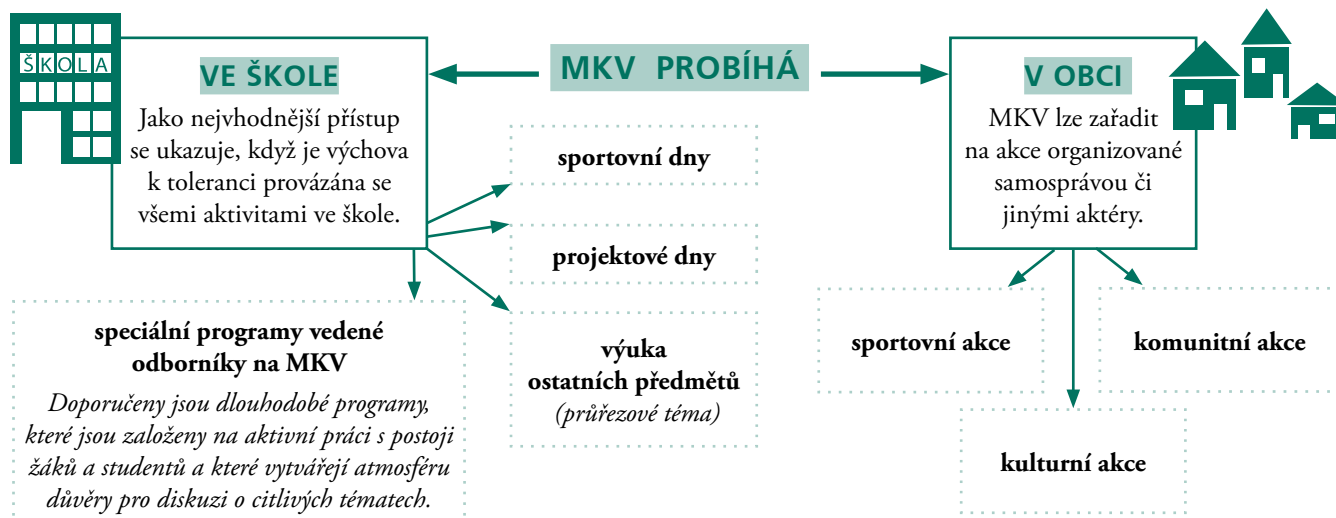 MKV PROBÍHÁ
ŠKOLA
VE ŠKOLE
Jako nejvhodnější přístup
se ukazuje, když je výchova
k toleranci provázána se
všemi aktivitami ve škole.
sportovní dny
projektové dny
výuka
ostatních předmětů
(průřezové téma)
speciální programy vedené
odborníky na MKV
Doporučeny jsou dlouhodobé programy,
které jsou založeny na aktivní práci s postoji
žáků a studentů a které vytvářejí atmosféru
důvěry pro diskuzi o citlivých tématech.
V OBCI
MKV lze zařadit
na akce organizované
samosprávou či
jinými aktéry.
sportovní akce
komunitní akce
kulturní akce